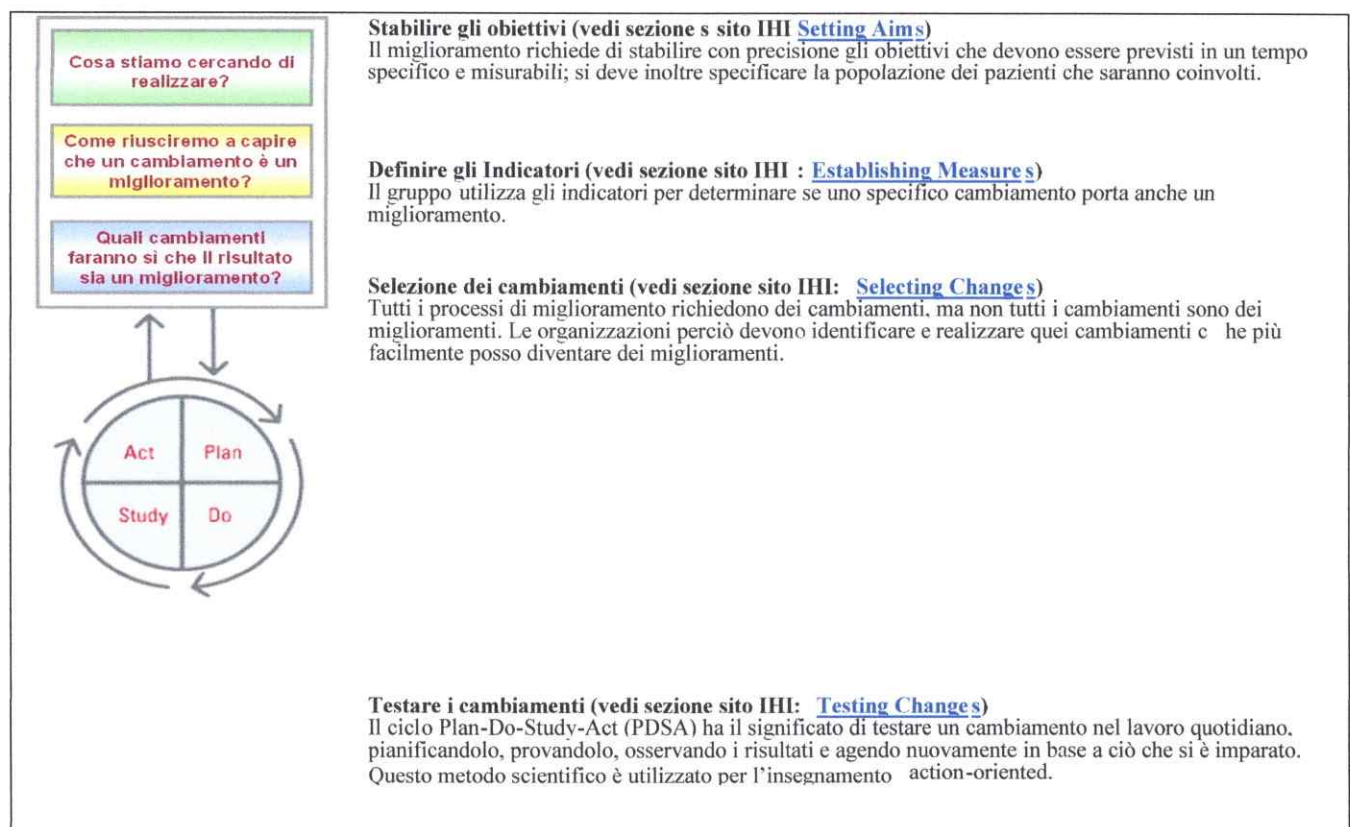 Cosa stiamo cercando di
realizzare?
Come riusciremo a capire
che un cambiamento è un
miglioramento?
Quali cambiamenti
faranno sì che il risultato
sia un miglioramento?
Act
Plan
Study
Do
Stabilire gli obiettivi (vedi sezione s sito IHI Setting Aims)
Il miglioramento richiede di stabilire con precisione gli obiettivi che devono essere previsti in un tempo
specifico e misurabili; si deve inoltre specificare la popolazione dei pazienti che saranno coinvolti.
Definire gli Indicatori (vedi sezione sito IHI : Establishing Measure s)
Il gruppo utilizza gli indicatori per determinare se uno specifico cambiamento porta anche un
miglioramento.
Selezione dei cambiamenti (vedi sezione sito IHI: Selecting Change s)
Tutti i processi di miglioramento richiedono dei cambiamenti, ma non tutti i cambiamenti sono dei
miglioramenti. Le organizzazioni perciò devono identificare e realizzare quei cambiamenti c he più
facilmente posso diventare dei miglioramenti.
Testare i cambiamenti (vedi sezione sito IHI: Testing Change s)
Il ciclo Plan-Do-Study-Act (PDSA) ha il significato di testare un cambiamento nel lavoro quotidiano,
pianificandolo, provandolo, osservando i risultati e agendo nuovamente in base a ciò che si è imparato.
Questo metodo scientifico è utilizzato per l'insegnamento action-oriented.